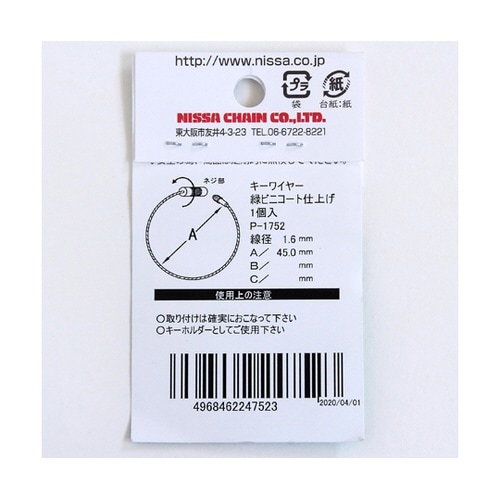 http://www.nissa.co.jp
プラ
紙
袋
台紙:紙
NISSA CHAIN CO.,LTD.
東大阪市友井4-3-23 TEL.06-6722-8221
ネジ部
A
キーワイヤー
緑ビニコート仕上げ
1個入
P-1752
線径 1.6 mm
A/ 45.0 mm
B/ mm
C/ mm
使用上の注意
○取り付けは確実におこなって下さい
○キーホルダーとしてご使用下さい
4968462247523
2020/04/01